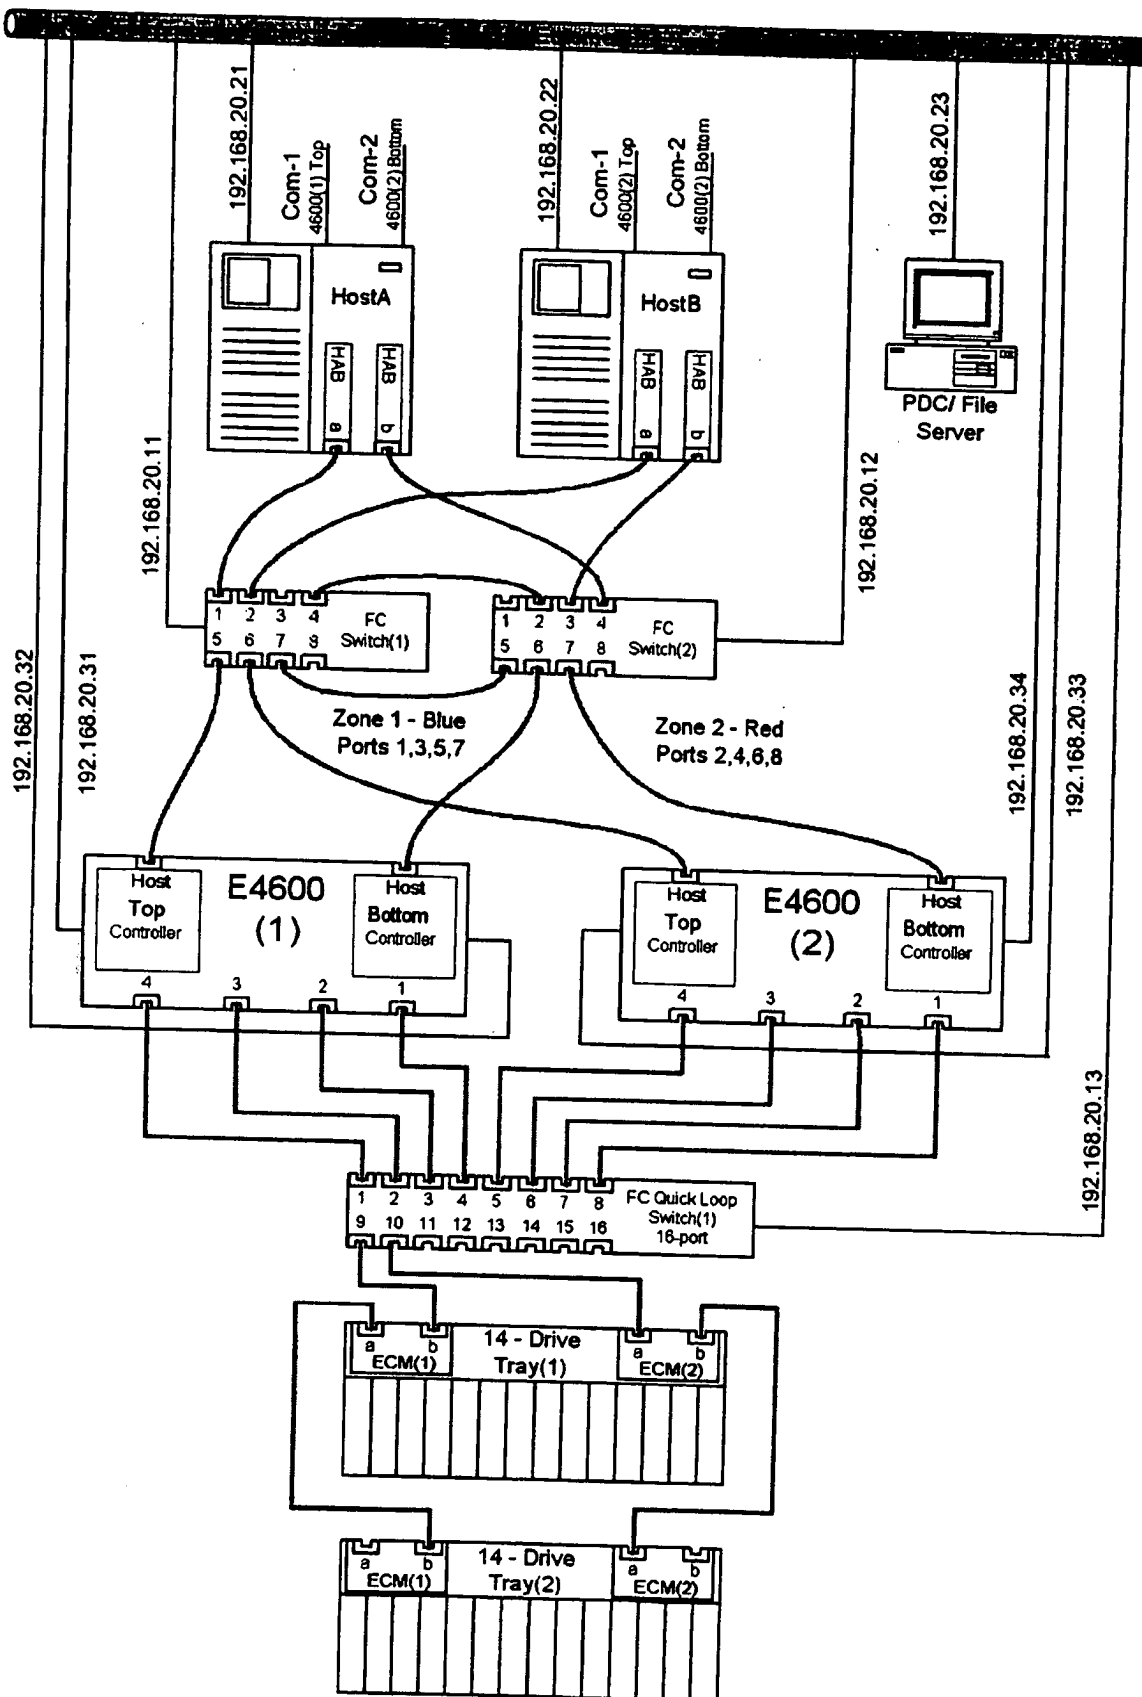 192.168.20.21
Com-1
4600(1) Top
Com-2
4600(2) Bottom
192.168.20.22
Com-1
4600(2) Top
Com-2
4600(2) Bottom
192.168.20.23
HostA
HAB
a
HAB
b
HostB
HAB
a
HAB
b
PDC/ File
Server
192.168.20.11
192.168.20.12
1 2 3 4
5 6 7 8
FC
Switch(1)
1 2 3 4
5 6 7 8
FC
Switch(2)
192.168.20.32
192.168.20.31
Zone 1 - Blue
Ports 1,3,5,7
Zone 2 - Red
Ports 2,4,6,8
192.168.20.34
192.168.20.33
Host
Top
Controller
E4600
(1)
Host
Bottom
Controller
4 3 2 1
Host
Top
Controller
E4600
(2)
Host
Bottom
Controller
4 3 2 1
192.168.20.13
1 2 3 4 5 6 7 8
9 10 11 12 13 14 15 16
FC Quick Loop
Switch(1)
16-port
a b
ECM(1)
14 - Drive
Tray(1)
a b
ECM(2)
a b
ECM(1)
14 - Drive
Tray(2)
a b
ECM(2)